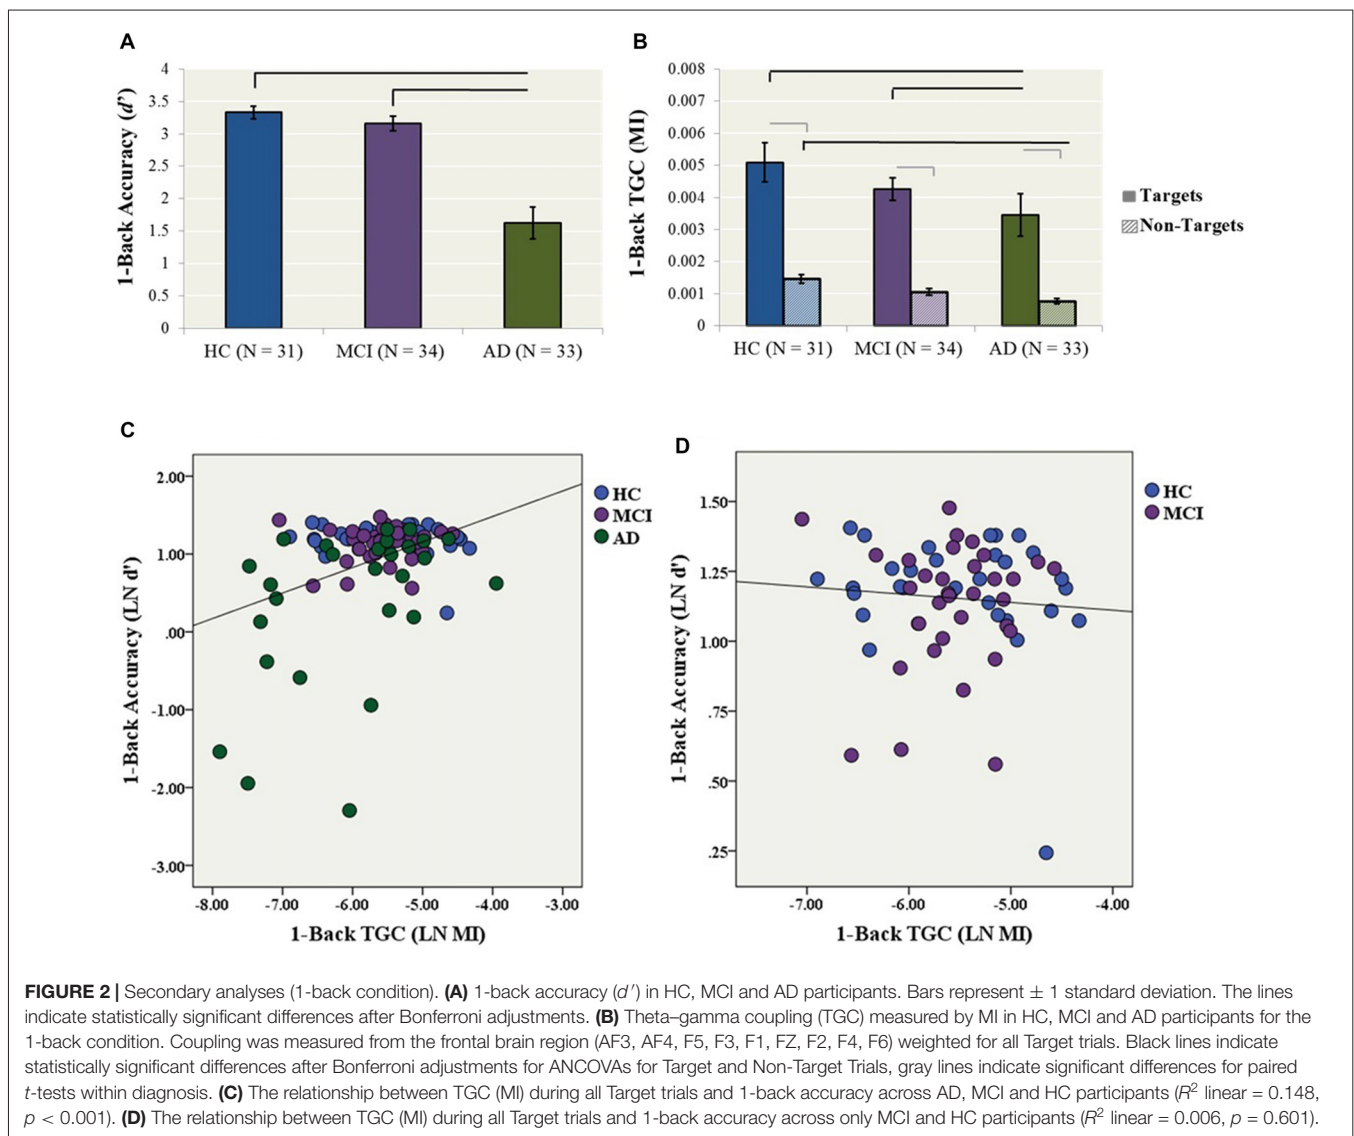 A
1-Back Accuracy (d’)
4
3.5
3
2.5
2
1.5
1
0.5
0
HC (N = 31) MCI (N = 34) AD (N = 33)
B
1-Back TGC (MI)
0.008
0.007
0.006
0.005
0.004
0.003
0.002
0.001
0
HC (N = 31) MCI (N = 34) AD (N = 33)
Targets
Non-Targets
C
1-Back Accuracy (LN d')
2.00
1.00
.00
-1.00
-2.00
-3.00
-8.00 -7.00 -6.00 -5.00 -4.00 -3.00
1-Back TGC (LN MI)
HC
MCI
AD
D
1-Back Accuracy (LN d')
1.50
1.25
1.00
.75
.50
.25
-7.00 -6.00 -5.00 -4.00
1-Back TGC (LN MI)
HC
MCI
FIGURE 2 | Secondary analyses (1-back condition). (A) 1-back accuracy (d′) in HC, MCI and AD participants. Bars represent ± 1 standard deviation. The lines
indicate statistically significant differences after Bonferroni adjustments. (B) Theta–gamma coupling (TGC) measured by MI in HC, MCI and AD participants for the
1-back condition. Coupling was measured from the frontal brain region (AF3, AF4, F5, F3, F1, FZ, F2, F4, F6) weighted for all Target trials. Black lines indicate
statistically significant differences after Bonferroni adjustments for ANCOVAs for Target and Non-Target Trials, gray lines indicate significant differences for paired
t-tests within diagnosis. (C) The relationship between TGC (MI) during all Target trials and 1-back accuracy across AD, MCI and HC participants (R² linear = 0.148,
p < 0.001). (D) The relationship between TGC (MI) during all Target trials and 1-back accuracy across only MCI and HC participants (R² linear = 0.006, p = 0.601).